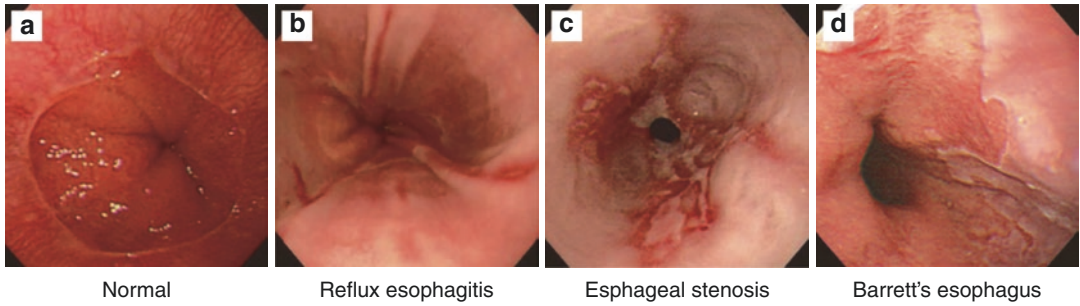 a
b
c
d
Normal
Reflux esophagitis
Esphageal stenosis
Barrett's esophagus